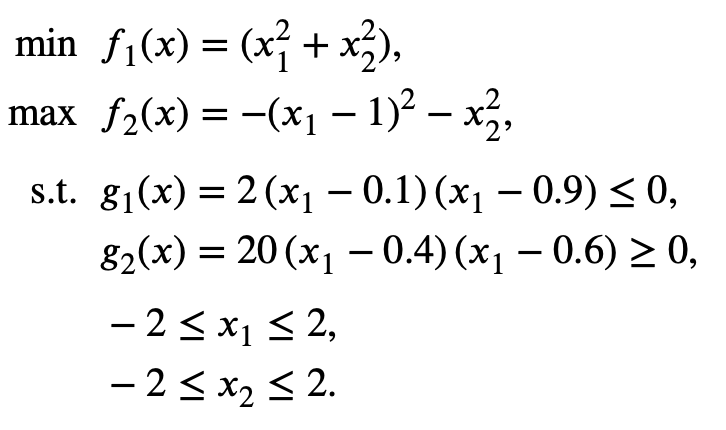 min f₁(x) = (x₁² + x₂²),
max f₂(x) = −(x₁ − 1)² − x₂²,
s.t. g₁(x) = 2 (x₁ − 0.1) (x₁ − 0.9) ≤ 0,
g₂(x) = 20 (x₁ − 0.4) (x₁ − 0.6) ≥ 0,
− 2 ≤ x₁ ≤ 2,
− 2 ≤ x₂ ≤ 2.